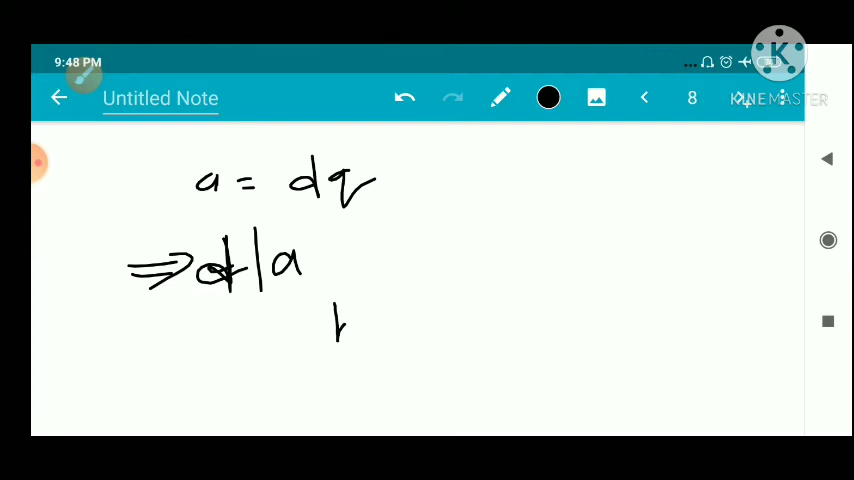 9:48 PM
KINEMASTER
Untitled Note
8
a = dq
⇒ d | a